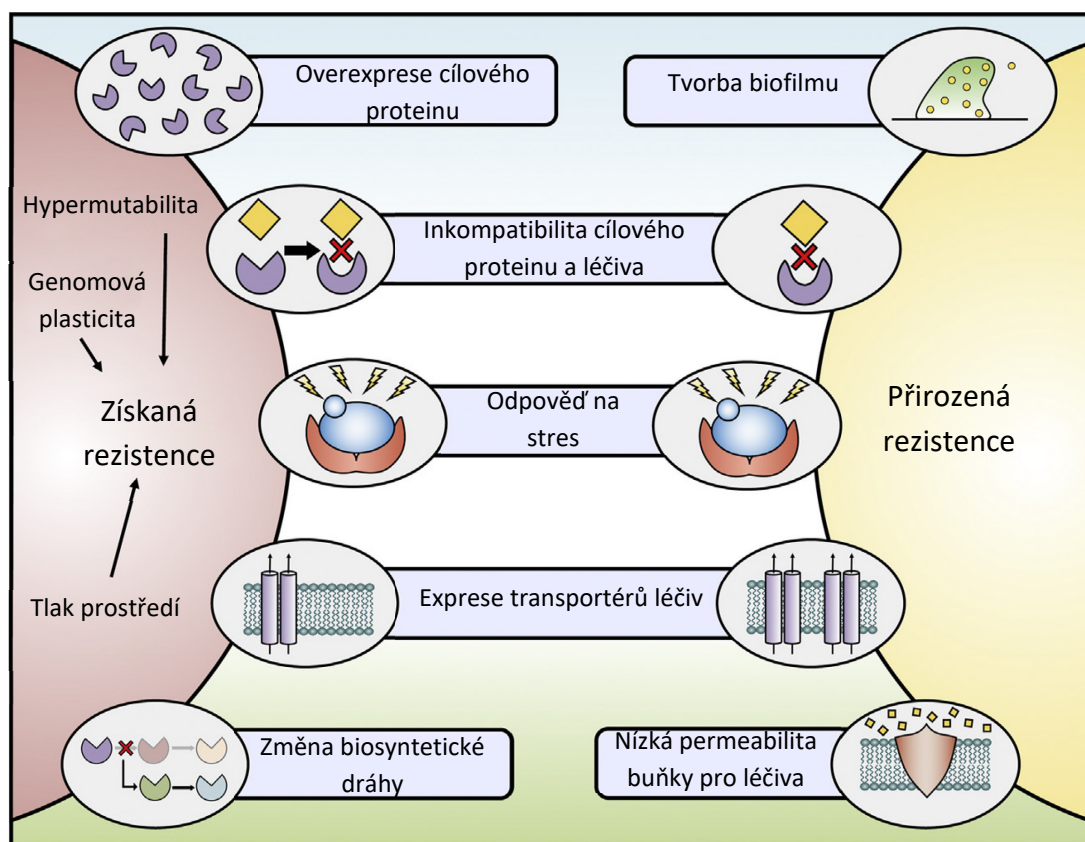 Overexprese cílového
proteinu
Tvorba biofilmu
Hypermutabilita
Inkompatibilita cílového
proteinu a léčiva
Genomová
plasticita
Získaná
rezistence
Odpověď na
stres
Přirozená
rezistence
Tlak prostředí
Exprese transportérů léčiv
Změna biosyntetické
dráhy
Nízká permeabilita
buňky pro léčiva